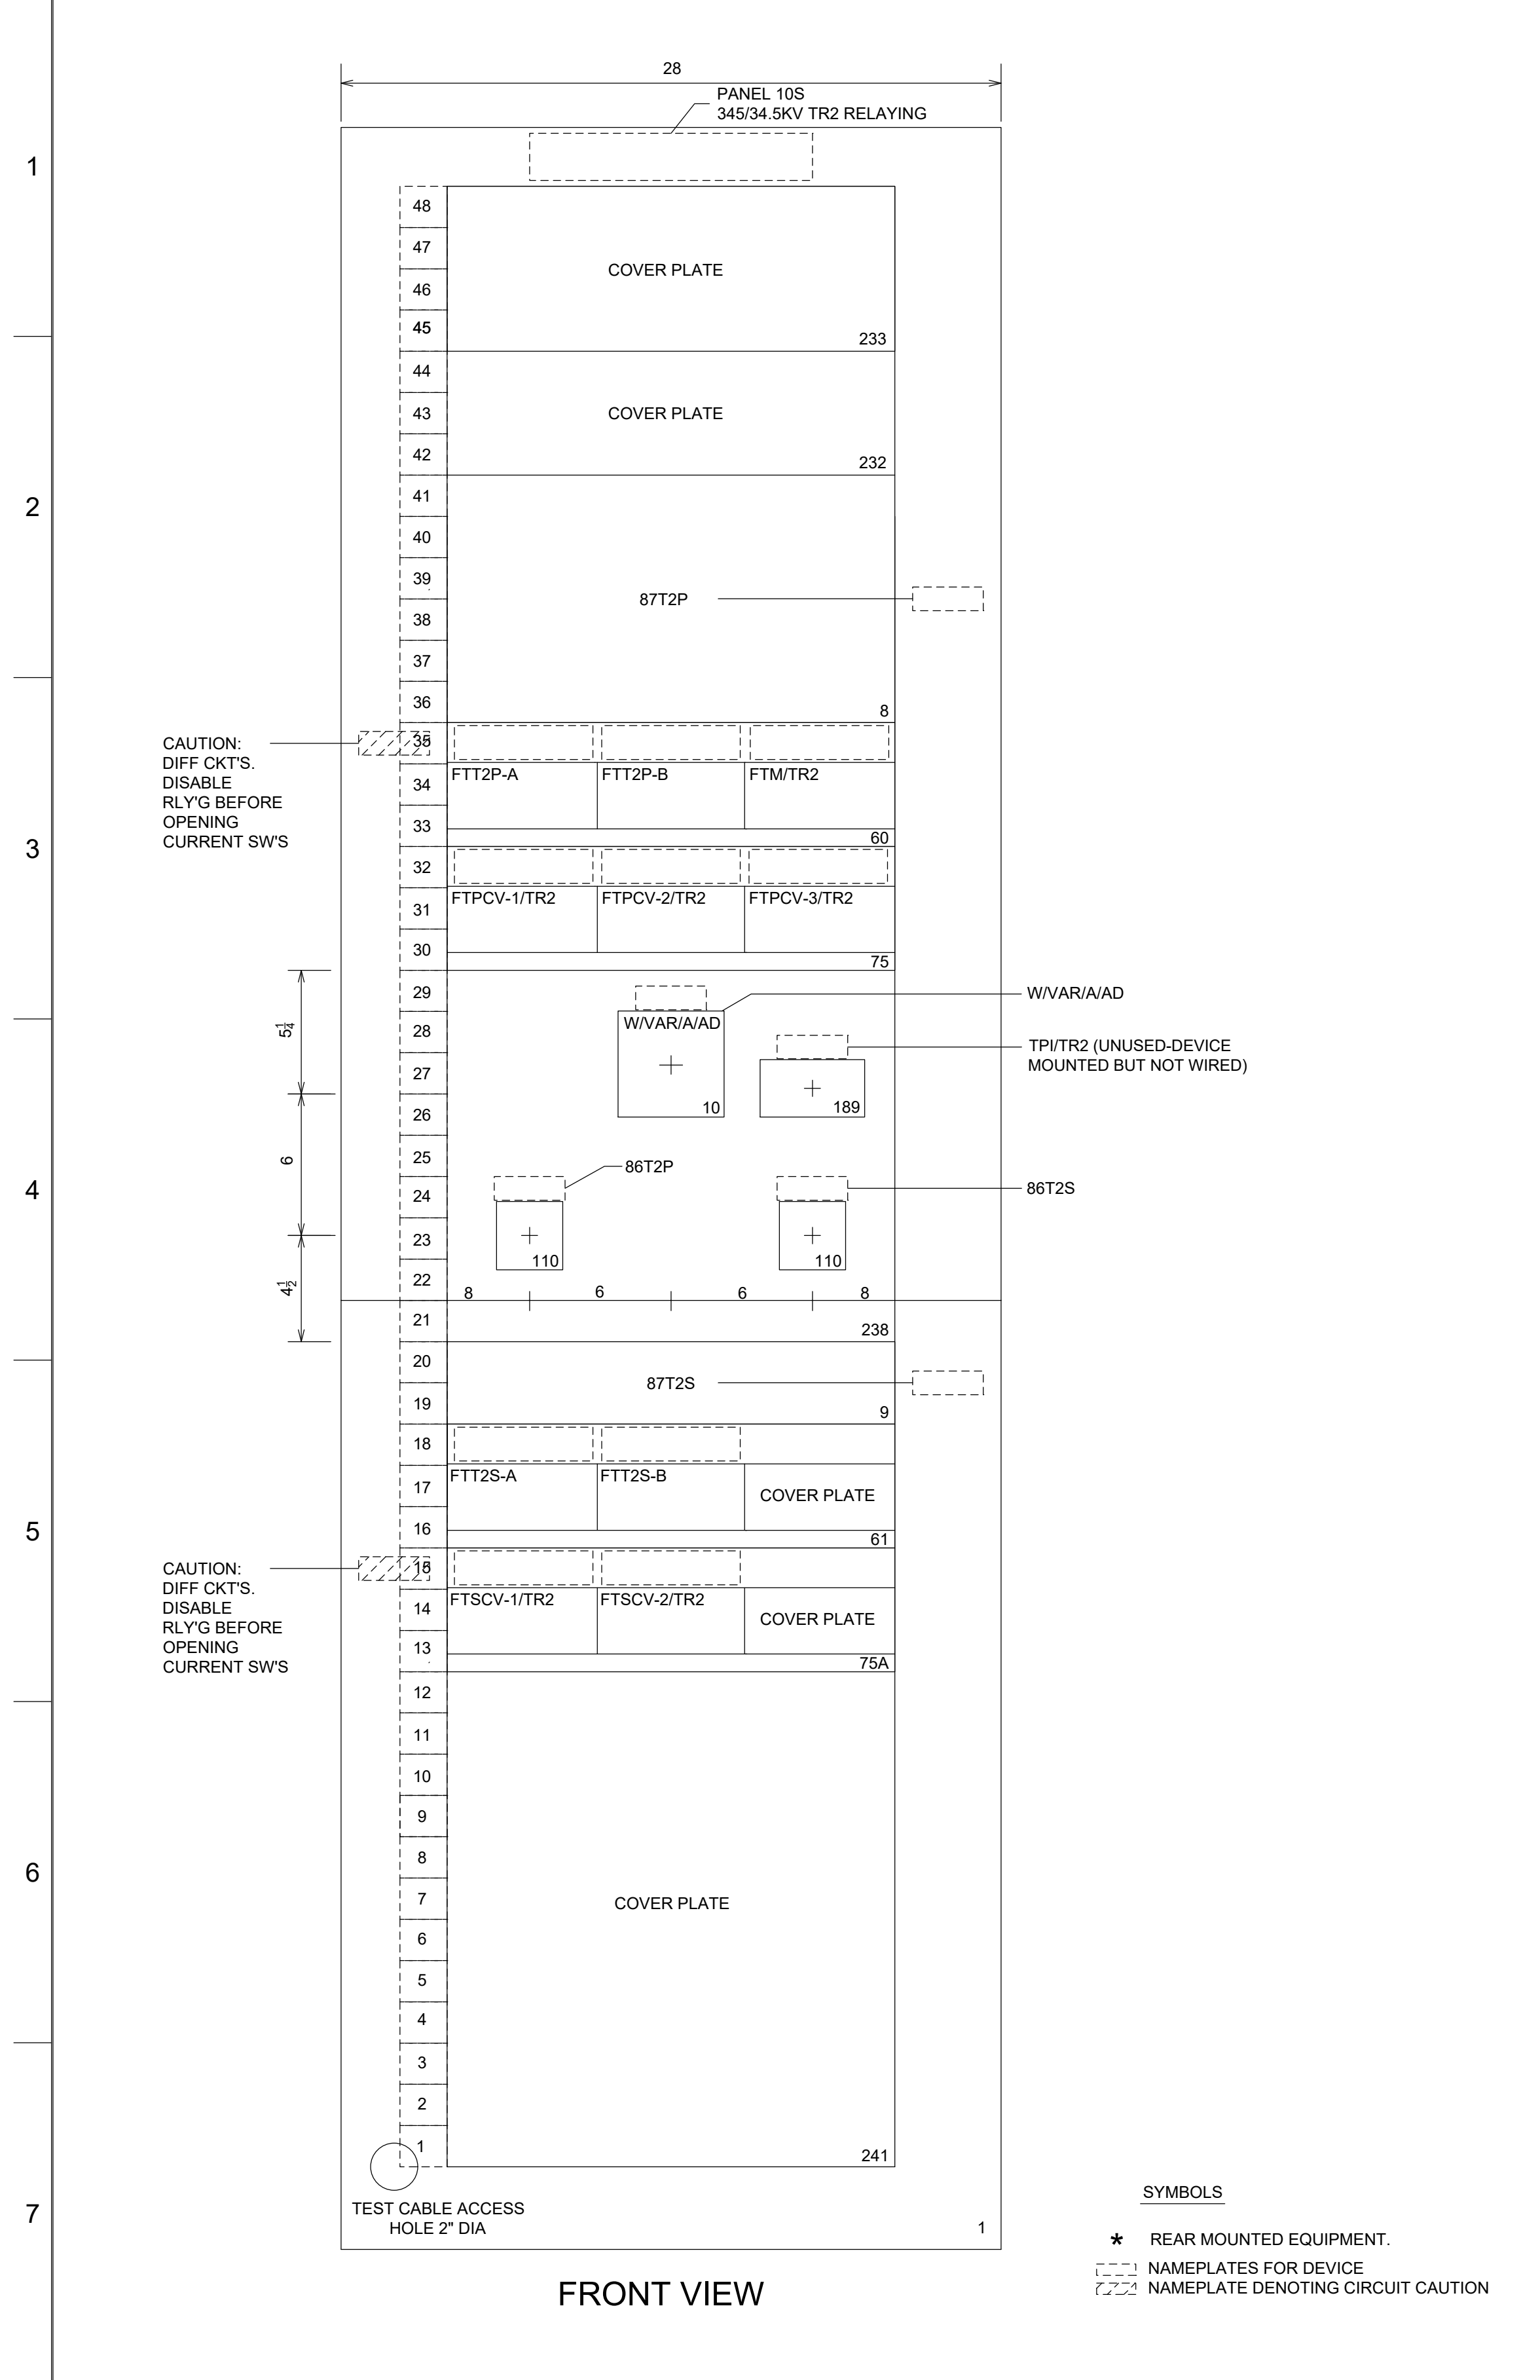 28
PANEL 10S
345/34.5KV TR2 RELAYING
1
48
47
COVER PLATE
46
45
233
44
43
COVER PLATE
42
232
41
2
40
39
87T2P
38
37
36
8
35
CAUTION:
DIFF CKT'S.
DISABLE
RLY'G BEFORE
OPENING
CURRENT SW'S
34
FTT2P-A
FTT2P-B
FTM/TR2
33
60
3
32
31
FTPCV-1/TR2
FTPCV-2/TR2
FTPCV-3/TR2
30
75
29
W/VAR/A/AD
5 1/4
28
W/VAR/A/AD
TPI/TR2 (UNUSED-DEVICE
MOUNTED BUT NOT WIRED)
27
26
10
189
6
25
86T2P
4
24
86T2S
23
110
110
4 1/2
22
8
6
6
8
21
238
20
87T2S
19
9
18
17
FTT2S-A
FTT2S-B
COVER PLATE
5
16
61
15
CAUTION:
DIFF CKT'S.
DISABLE
RLY'G BEFORE
OPENING
CURRENT SW'S
14
FTSCV-1/TR2
FTSCV-2/TR2
COVER PLATE
13
75A
12
11
10
9
8
6
7
COVER PLATE
6
5
4
3
2
1
241
TEST CABLE ACCESS
HOLE 2" DIA
7
1
SYMBOLS
* REAR MOUNTED EQUIPMENT.
NAMEPLATES FOR DEVICE
NAMEPLATE DENOTING CIRCUIT CAUTION
FRONT VIEW